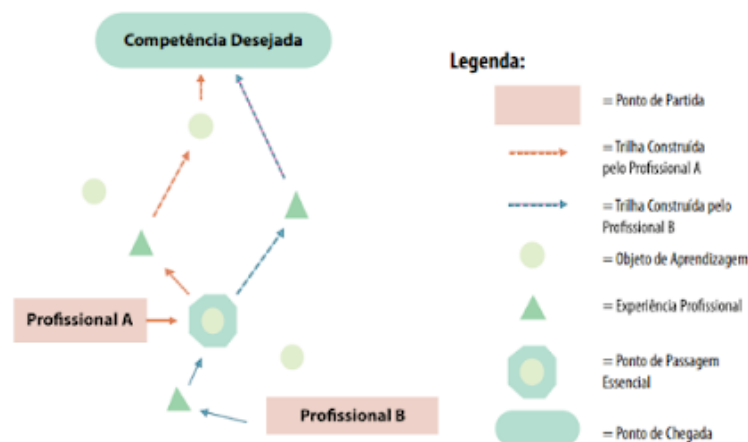 Competência Desejada
Profissional A
Profissional B
Legenda:
= Ponto de Partida
= Trilha Construída
pelo Profissional A
= Trilha Construída pelo
Profissional B
= Objeto de Aprendizagem
= Experiência Profissional
= Ponto de Passagem
Essencial
= Ponto de Chegada